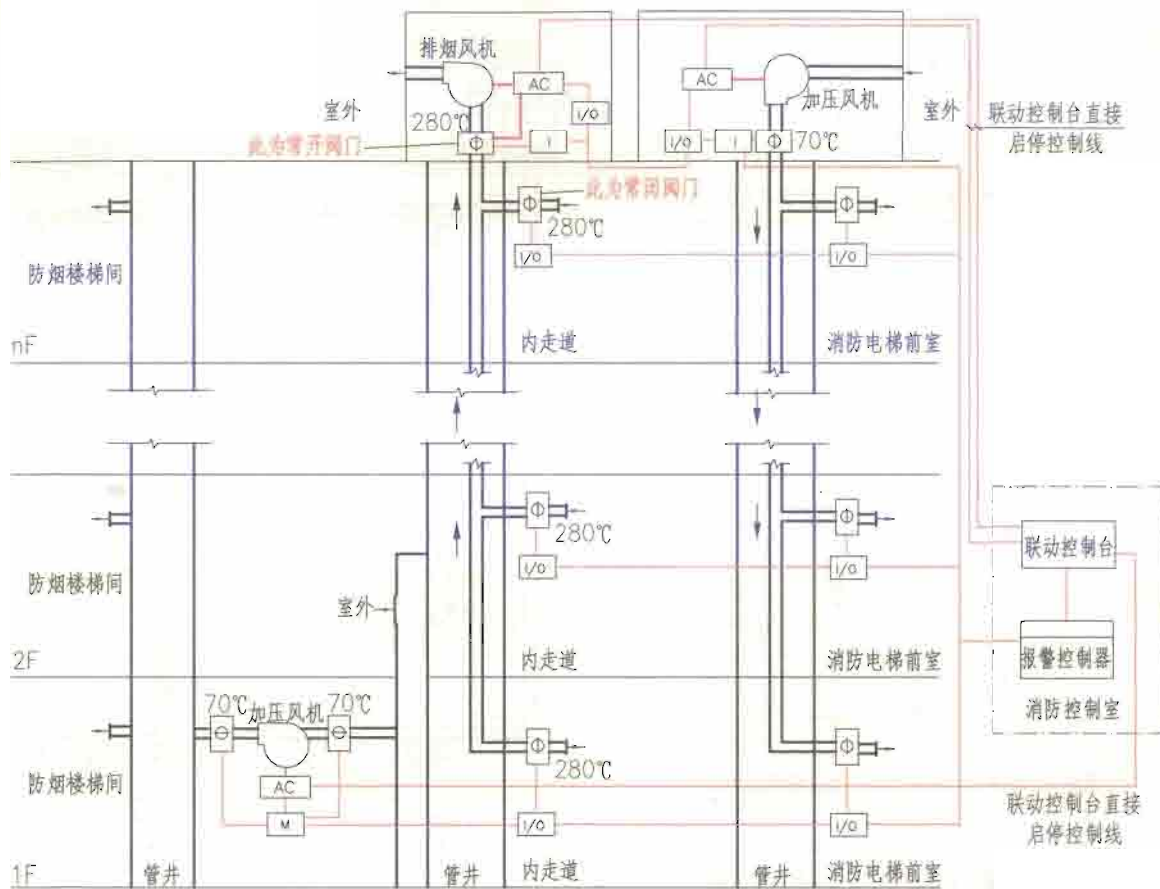 排烟风机
AC
AC
加压风机
室外
280℃
I/O
室外
联动控制台直接
启停控制线
此为常开阀门
I
I/O
I
70℃
此为常闭阀门
280℃
I/O
I/O
防烟楼梯间
nF
内走道
消防电梯前室
280℃
联动控制台
I/O
I/O
防烟楼梯间
室外
2F
内走道
消防电梯前室
报警控制器
消防控制室
70℃
加压风机
70℃
280℃
防烟楼梯间
AC
M
I/O
I/O
联动控制台直接
启停控制线
1F
管井
管井
内走道
管井
消防电梯前室